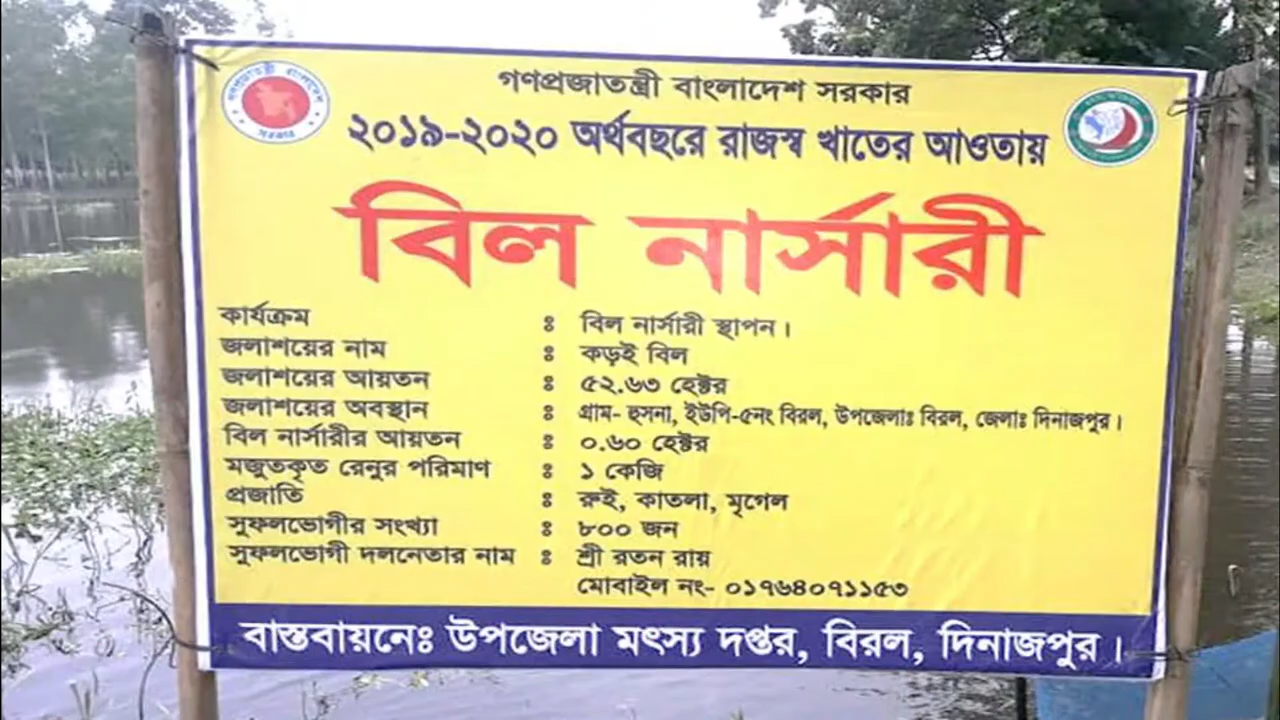 গণপ্রজাতন্ত্রী বাংলাদেশ সরকার
২০১৯-২০২০ অর্থবছরে রাজস্ব খাতের আওতায়
বিল নার্সারী
কার্যক্রম : বিল নার্সারী স্থাপন।
জলাশয়ের নাম : কড়ই বিল
জলাশয়ের আয়তন : ৫২.৬৩ হেক্টর
জলাশয়ের অবস্থান : গ্রাম- হুসনা, ইউপি-৫নং বিরল, উপজেলাঃ বিরল, জেলাঃ দিনাজপুর।
বিল নার্সারীর আয়তন : ০.৬০ হেক্টর
মজুতকৃত রেনুর পরিমাণ : ১ কেজি
প্রজাতি : রুই, কাতলা, মৃগেল
সুফলভোগীর সংখ্যা : ৮০০ জন
সুফলভোগী দলনেতার নাম : শ্রী রতন রায়
মোবাইল নং- ০১৭৬৪০৭১১৫৩
বাস্তবায়নেঃ উপজেলা মৎস্য দপ্তর, বিরল, দিনাজপুর।